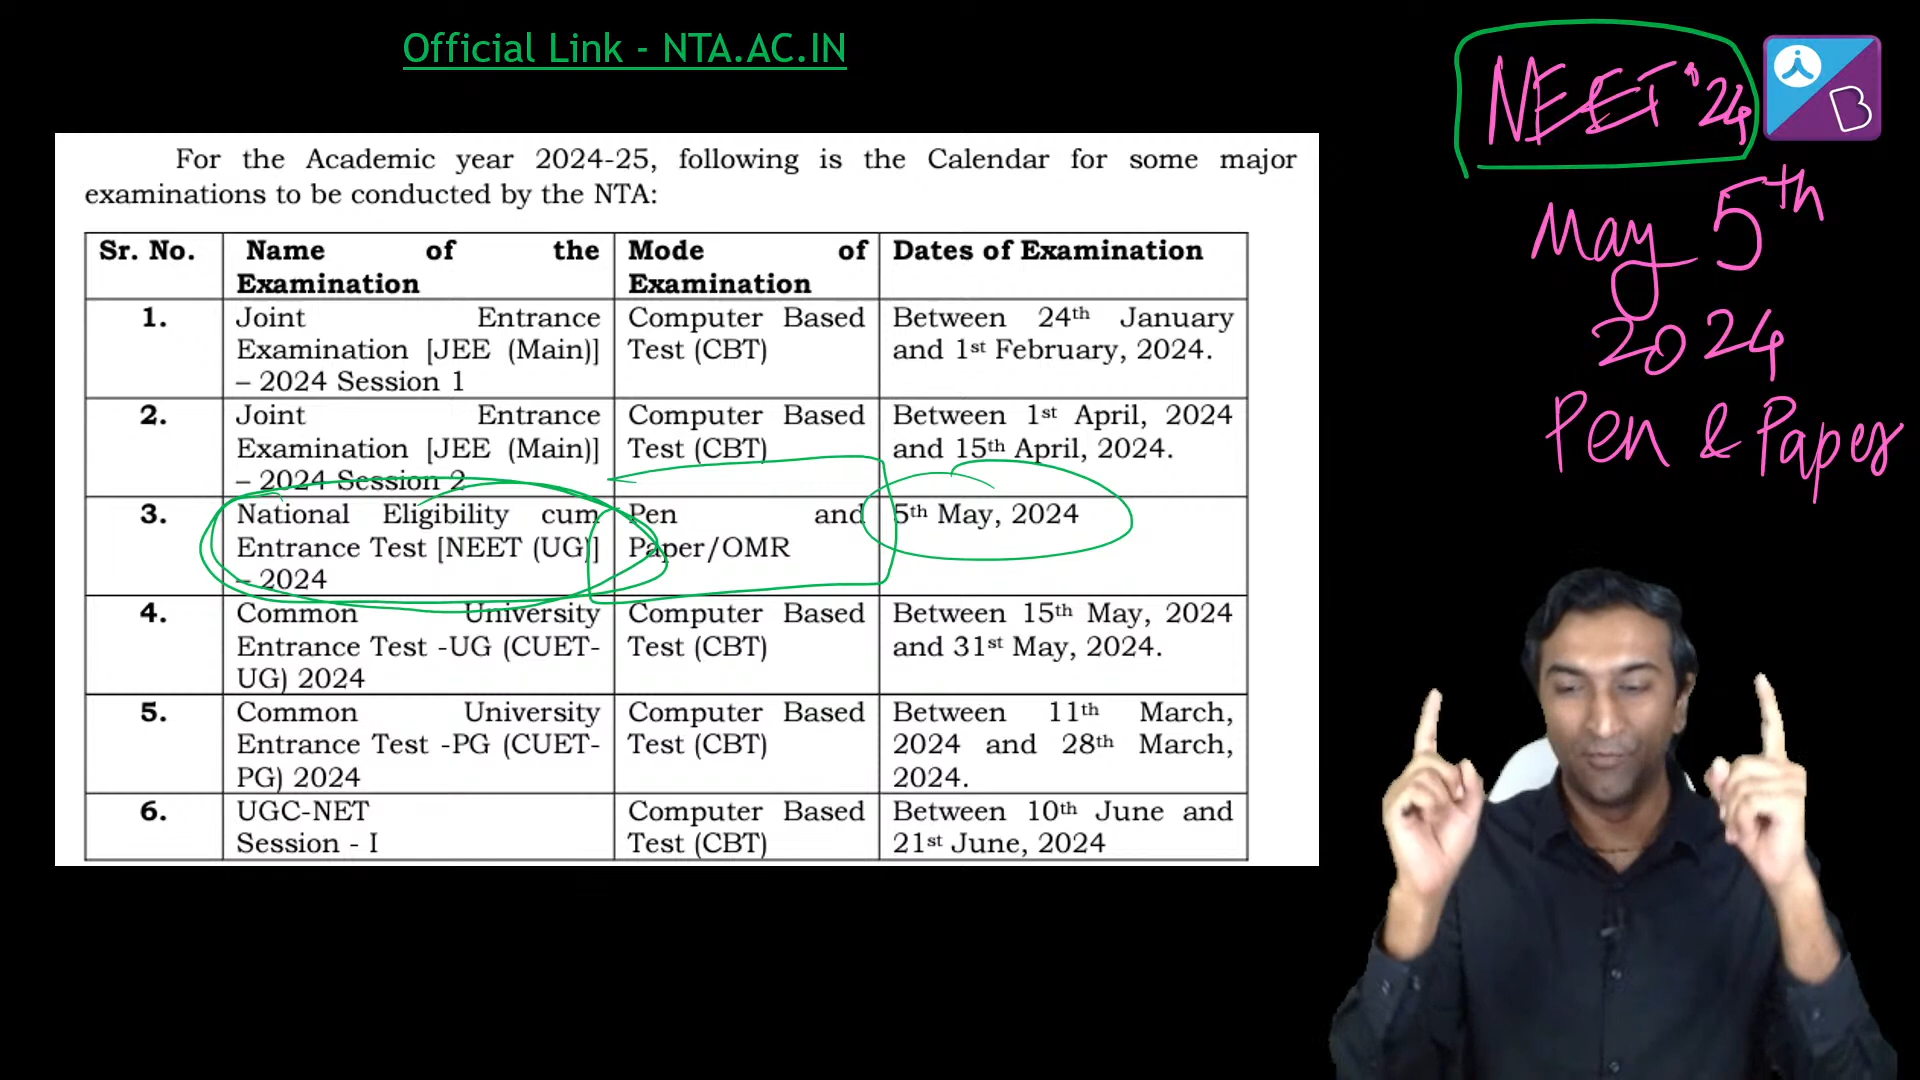 Official Link - NTA.AC.IN
NEET '24
B
May 5th
2024
Pen & Paper
For the Academic year 2024-25, following is the Calendar for some major
examinations to be conducted by the NTA:
Sr. No. Name of the Mode of Dates of Examination
Examination Examination
1. Joint Entrance Computer Based Between 24th January
Examination [JEE (Main)] Test (CBT) and 1st February, 2024.
– 2024 Session 1
2. Joint Entrance Computer Based Between 1st April, 2024
Examination [JEE (Main)] Test (CBT) and 15th April, 2024.
– 2024 Session 2
3. National Eligibility cum Pen and 5th May, 2024
Entrance Test [NEET (UG)] Paper/OMR
– 2024
4. Common University Computer Based Between 15th May, 2024
Entrance Test -UG (CUET- Test (CBT) and 31st May, 2024.
UG) 2024
5. Common University Computer Based Between 11th March,
Entrance Test -PG (CUET- Test (CBT) 2024 and 28th March,
PG) 2024 2024.
6. UGC-NET Computer Based Between 10th June and
Session - I Test (CBT) 21st June, 2024